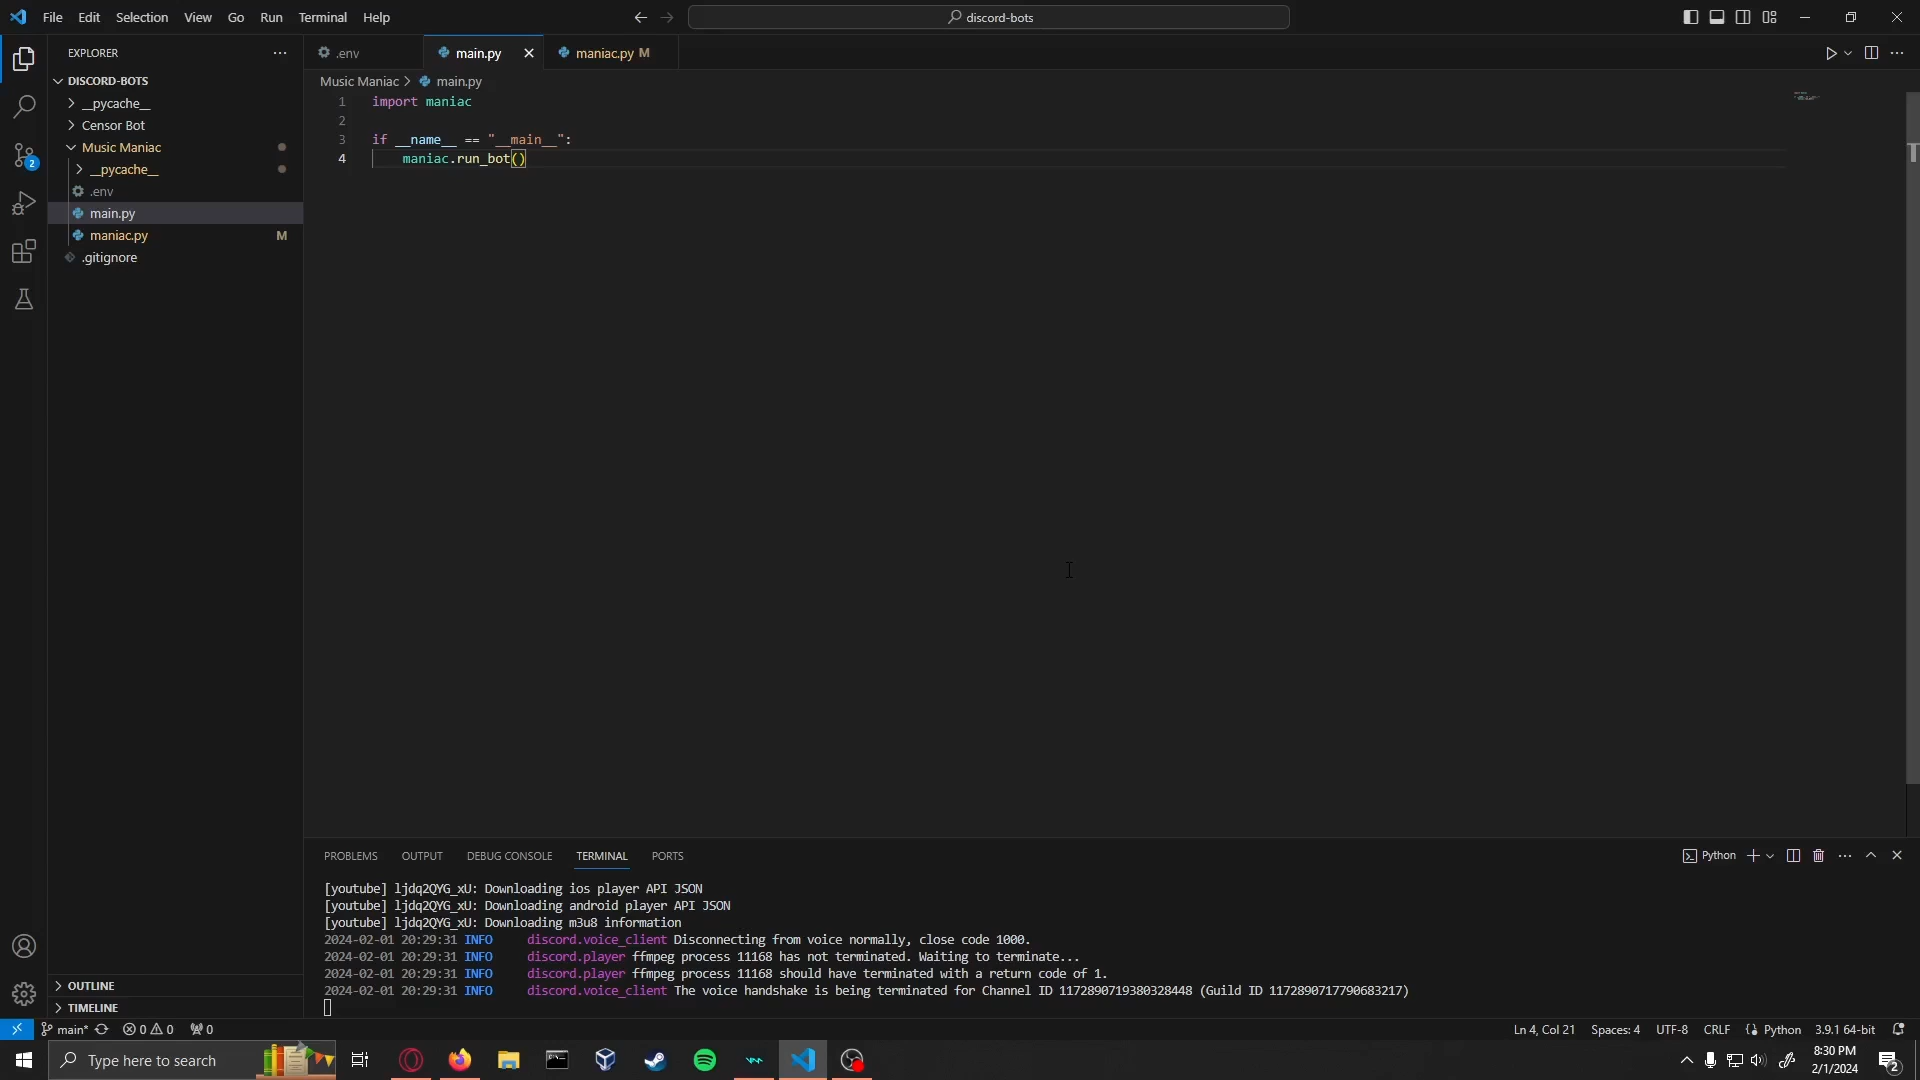 File Edit Selection View Go Run Terminal Help
discord-bots
EXPLORER
.env
main.py
maniac.py M
DISCORD-BOTS
__pycache__
Censor Bot
Music Maniac
__pycache__
.env
main.py
maniac.py M
.gitignore
Music Maniac > main.py
1 import maniac
2
3 if __name__ == "__main__":
4 maniac.run_bot()
PROBLEMS OUTPUT DEBUG CONSOLE TERMINAL PORTS
Python
[youtube] ljdq2QYG_xU: Downloading ios player API JSON
[youtube] ljdq2QYG_xU: Downloading android player API JSON
[youtube] ljdq2QYG_xU: Downloading m3u8 information
2024-02-01 20:29:31 INFO discord.voice_client Disconnecting from voice normally, close code 1000.
2024-02-01 20:29:31 INFO discord.player ffmpeg process 11168 has not terminated. Waiting to terminate...
2024-02-01 20:29:31 INFO discord.player ffmpeg process 11168 should have terminated with a return code of 1.
2024-02-01 20:29:31 INFO discord.voice_client The voice handshake is being terminated for Channel ID 1172890719380328448 (Guild ID 1172890717790683217)
OUTLINE
TIMELINE
2
main* 0 0 0
Ln 4, Col 21 Spaces: 4 UTF-8 CRLF Python 3.9.1 64-bit
Type here to search
8:30 PM
2/1/2024
2